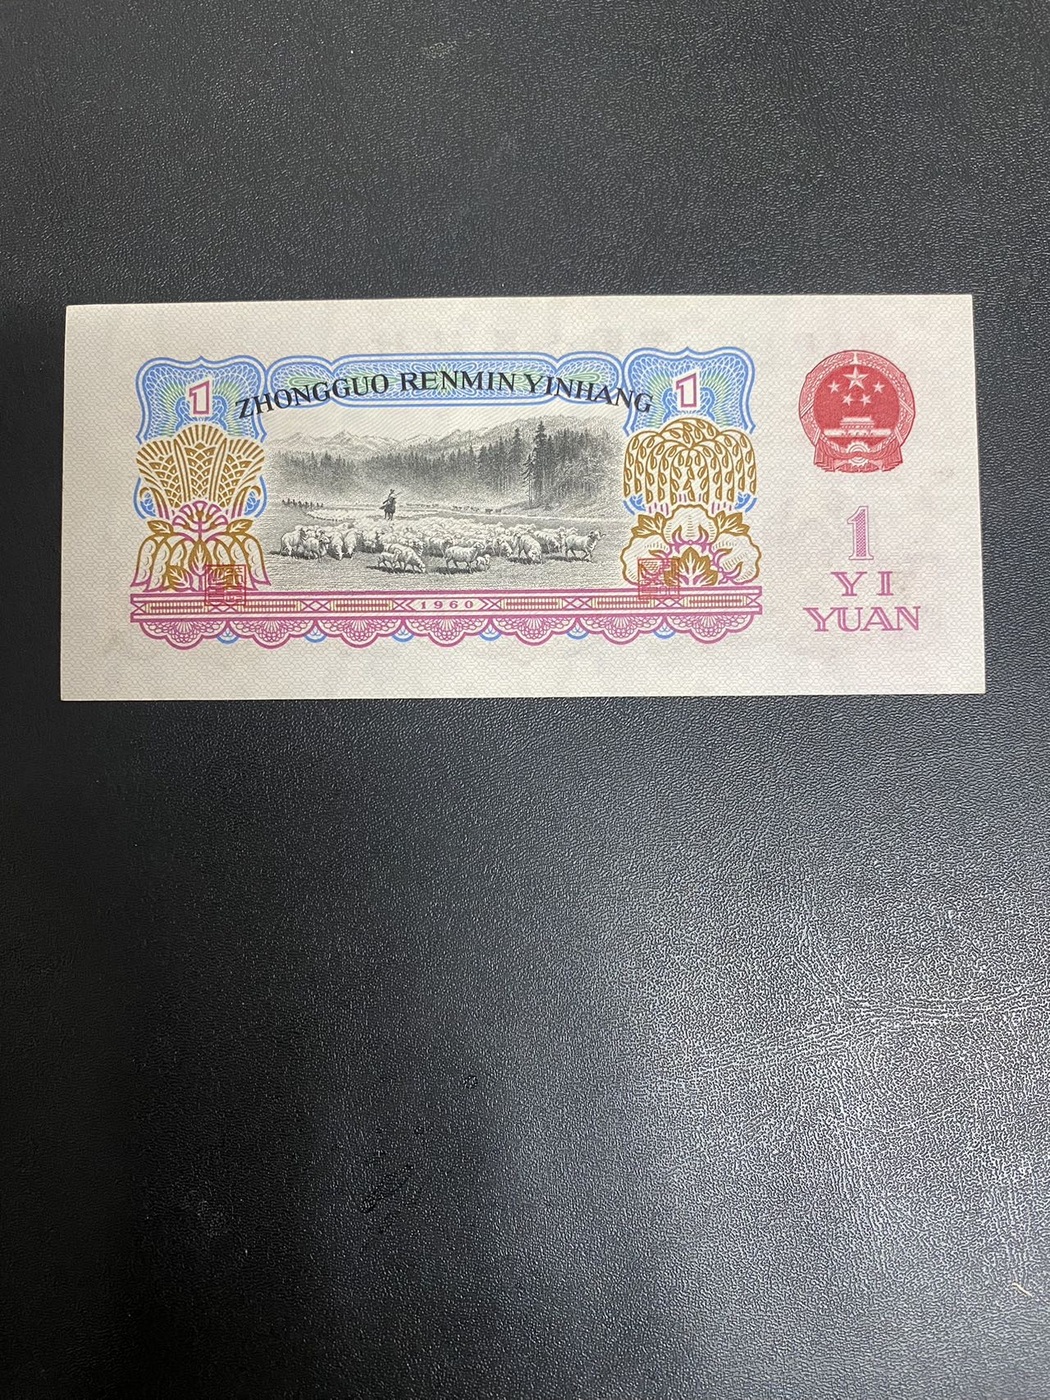 1
ZHONGGUO RENMIN YINHANG
1
1960
1
YI
YUAN